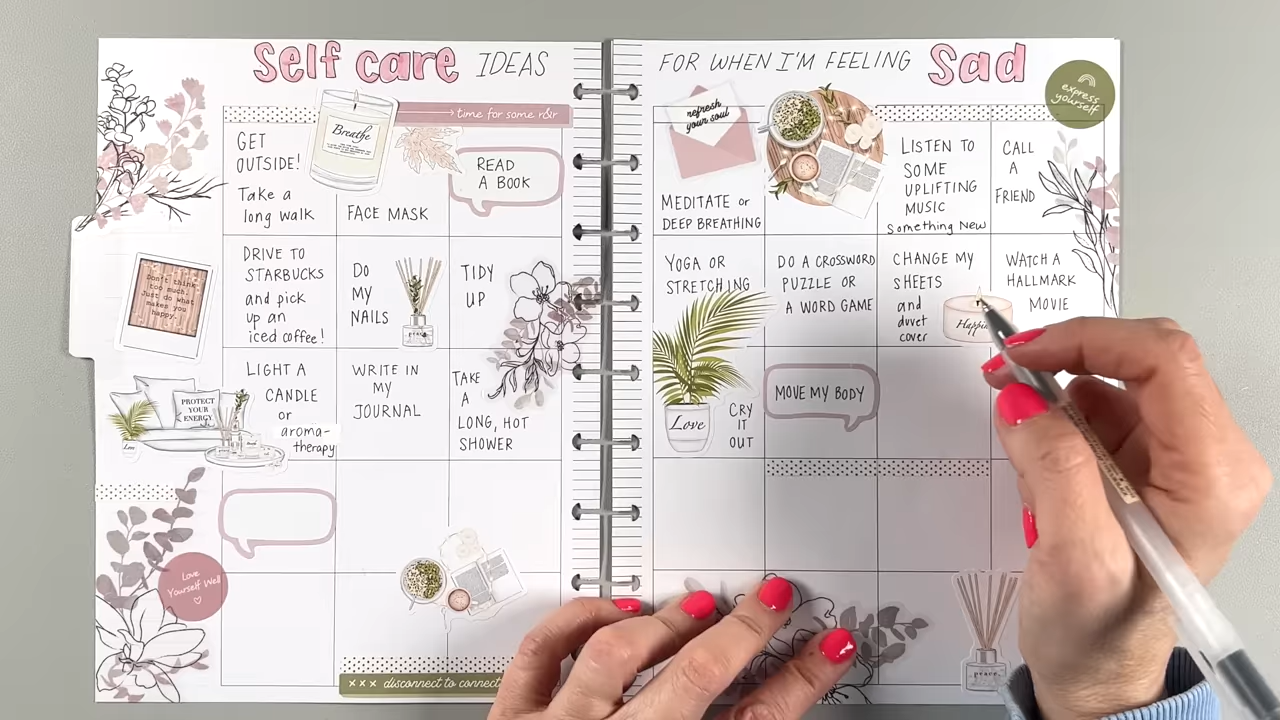 Self care IDEAS
FOR WHEN I'M FEELING Sad
express
yourself
time for some
Breathe
GET
OUTSIDE!
Take a
long walk
FACE MASK
READ
A BOOK
refresh
your soul
MEDITATE or
DEEP BREATHING
LISTEN TO
SOME
UPLIFTING
MUSIC
Something New
CALL
A
FRIEND
Don't think
too much.
Just do what
makes you
happy.
DRIVE TO
STARBUCKS
and pick
up an
iced coffee!
DO
MY
NAILS
TIDY
UP
YOGA OR
STRETCHING
DO A CROSSWORD
PUZZLE OR
A WORD GAME
CHANGE MY
SHEETS
and
duvet
cover
WATCH A
HALLMARK
MOVIE
PROTECT
YOUR
ENERGY
Love
LIGHT A
CANDLE
or
aroma-
therapy
WRITE IN
MY
JOURNAL
TAKE
A
LONG, HOT
SHOWER
Love
CRY
IT
OUT
MOVE MY BODY
Love
Yourself Well
peace
xxx disconnect to connect